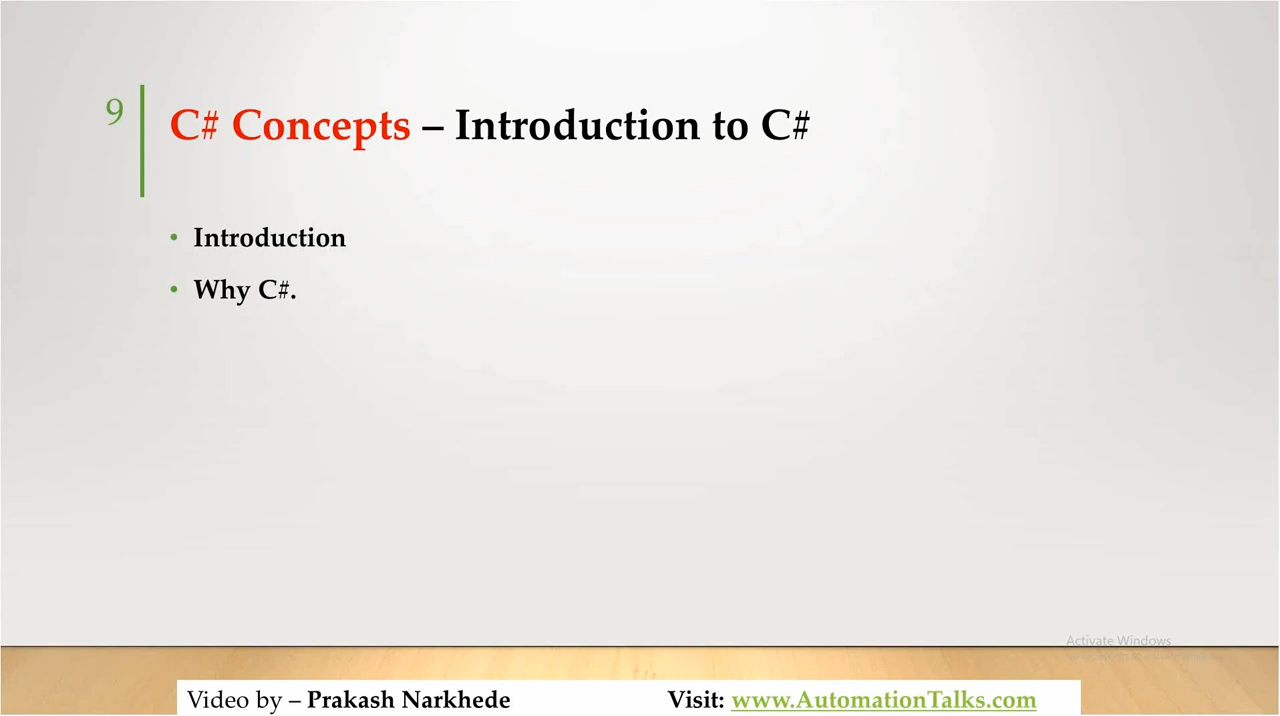 9
C# Concepts – Introduction to C#
• Introduction
• Why C#.
Activate Windows
Video by – Prakash Narkhede
Visit: www.AutomationTalks.com